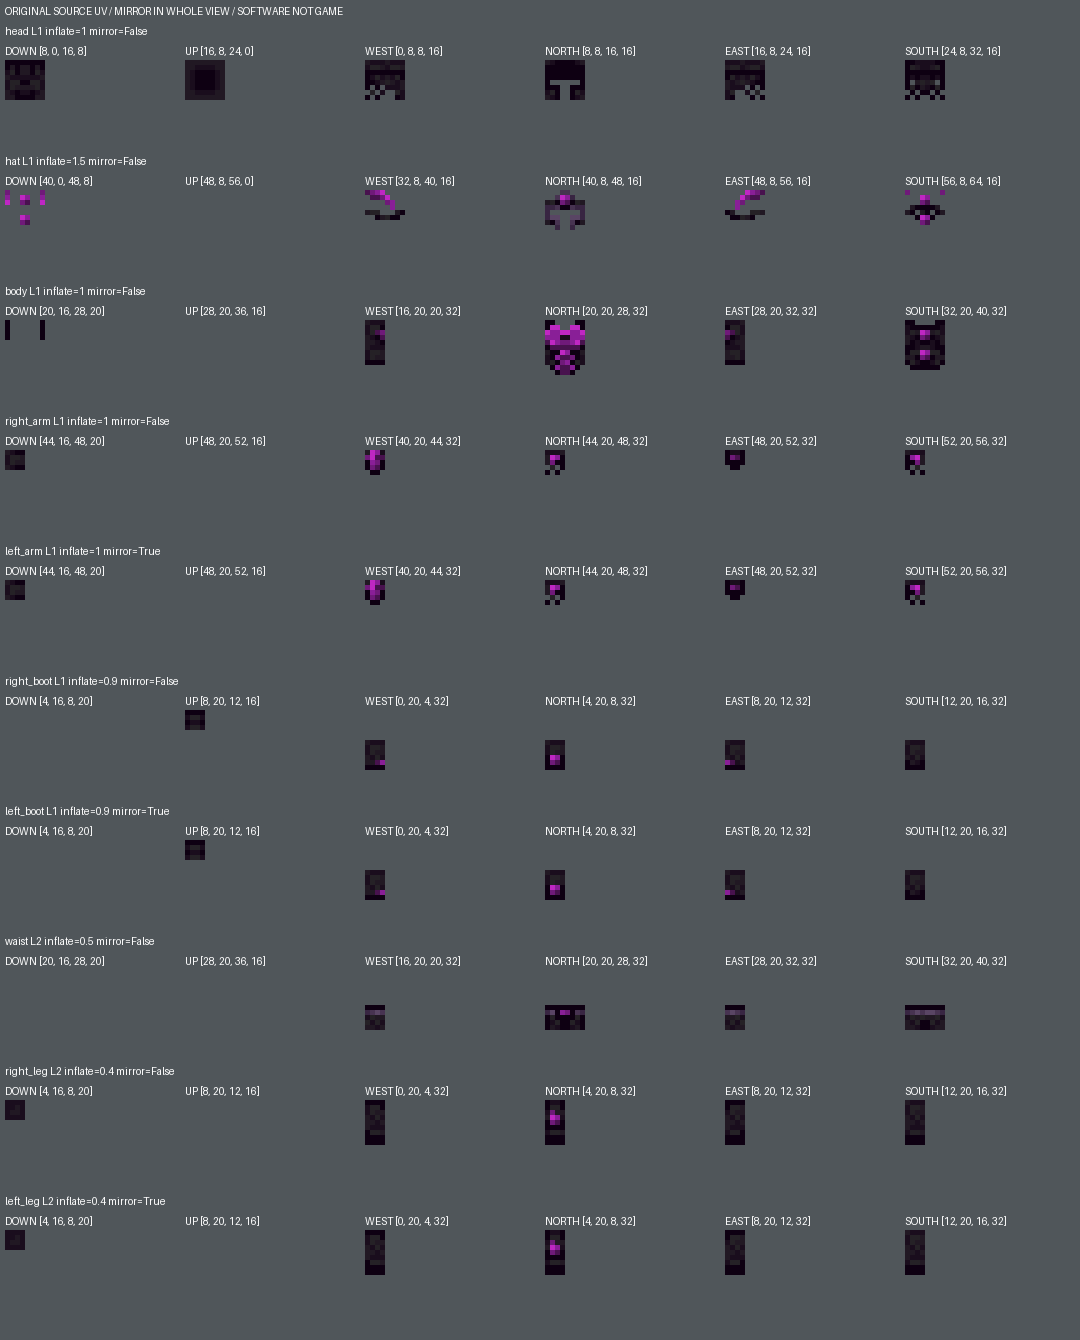 ORIGINAL SOURCE UV / MIRROR IN WHOLE VIEW / SOFTWARE NOT GAME
head L1 inflate=1 mirror=False
DOWN [8, 0, 16, 8] UP [16, 8, 24, 0] WEST [0, 8, 8, 16] NORTH [8, 8, 16, 16] EAST [16, 8, 24, 16] SOUTH [24, 8, 32, 16]
hat L1 inflate=1.5 mirror=False
DOWN [40, 0, 48, 8] UP [48, 8, 56, 0] WEST [32, 8, 40, 16] NORTH [40, 8, 48, 16] EAST [48, 8, 56, 16] SOUTH [56, 8, 64, 16]
body L1 inflate=1 mirror=False
DOWN [20, 16, 28, 20] UP [28, 20, 36, 16] WEST [16, 20, 20, 32] NORTH [20, 20, 28, 32] EAST [28, 20, 32, 32] SOUTH [32, 20, 40, 32]
right_arm L1 inflate=1 mirror=False
DOWN [44, 16, 48, 20] UP [48, 20, 52, 16] WEST [40, 20, 44, 32] NORTH [44, 20, 48, 32] EAST [48, 20, 52, 32] SOUTH [52, 20, 56, 32]
left_arm L1 inflate=1 mirror=True
DOWN [44, 16, 48, 20] UP [48, 20, 52, 16] WEST [40, 20, 44, 32] NORTH [44, 20, 48, 32] EAST [48, 20, 52, 32] SOUTH [52, 20, 56, 32]
right_boot L1 inflate=0.9 mirror=False
DOWN [4, 16, 8, 20] UP [8, 20, 12, 16] WEST [0, 20, 4, 32] NORTH [4, 20, 8, 32] EAST [8, 20, 12, 32] SOUTH [12, 20, 16, 32]
left_boot L1 inflate=0.9 mirror=True
DOWN [4, 16, 8, 20] UP [8, 20, 12, 16] WEST [0, 20, 4, 32] NORTH [4, 20, 8, 32] EAST [8, 20, 12, 32] SOUTH [12, 20, 16, 32]
waist L2 inflate=0.5 mirror=False
DOWN [20, 16, 28, 20] UP [28, 20, 36, 16] WEST [16, 20, 20, 32] NORTH [20, 20, 28, 32] EAST [28, 20, 32, 32] SOUTH [32, 20, 40, 32]
right_leg L2 inflate=0.4 mirror=False
DOWN [4, 16, 8, 20] UP [8, 20, 12, 16] WEST [0, 20, 4, 32] NORTH [4, 20, 8, 32] EAST [8, 20, 12, 32] SOUTH [12, 20, 16, 32]
left_leg L2 inflate=0.4 mirror=True
DOWN [4, 16, 8, 20] UP [8, 20, 12, 16] WEST [0, 20, 4, 32] NORTH [4, 20, 8, 32] EAST [8, 20, 12, 32] SOUTH [12, 20, 16, 32]